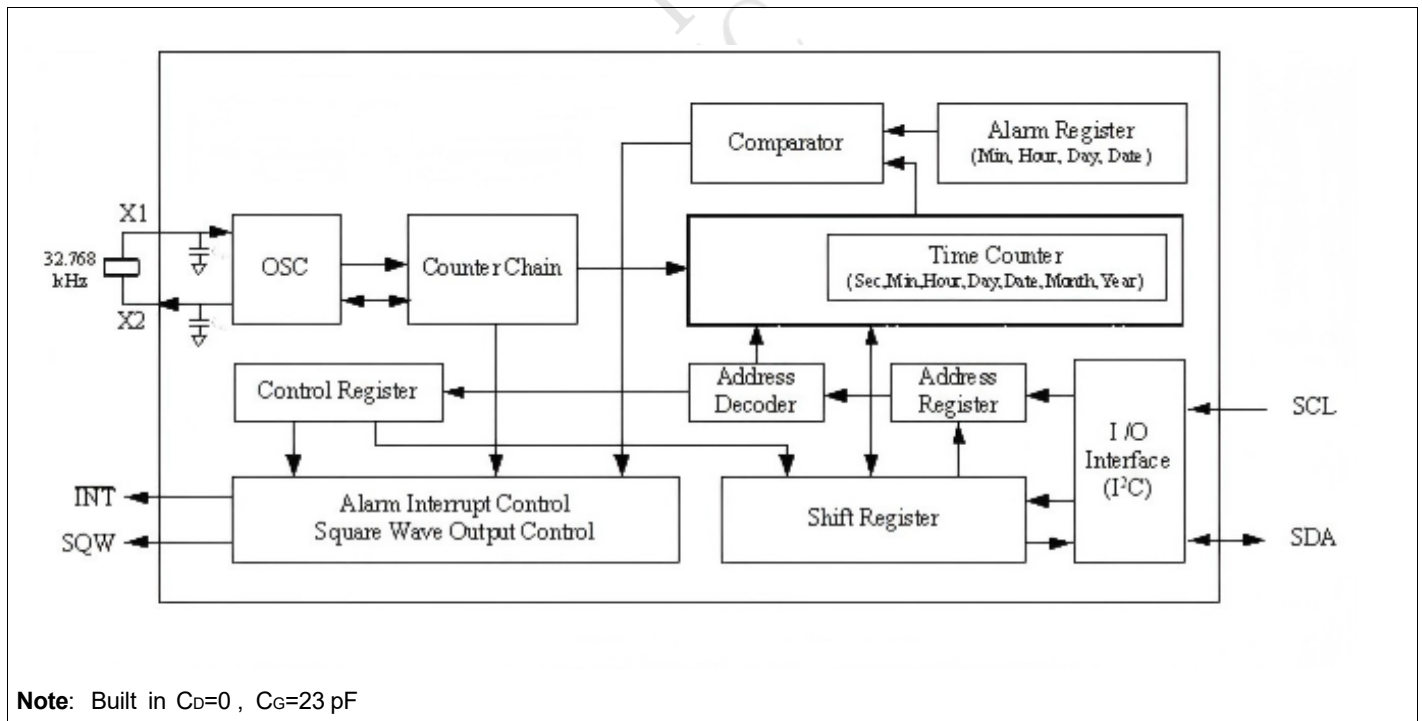 Comparator
Alarm Register
(Min, Hour, Day, Date )
X1
32.768
kHz
X2
OSC
Counter Chain
Time Counter
(Sec,Min,Hour,Day,Date,Month,Year)
Control Register
Address
Decoder
Address
Register
I /O
Interface
(I²C)
SCL
SDA
INT
SQW
Alarm Interrupt Control
Square Wave Output Control
Shift Register
Note: Built in CD=0 , CG=23 pF